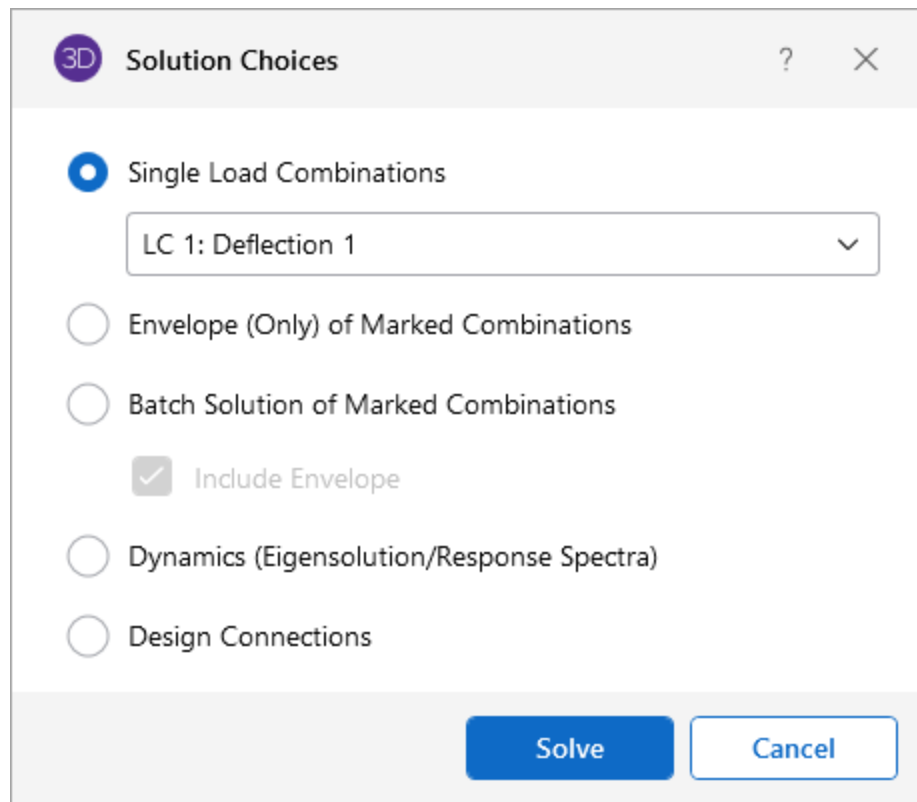 3D Solution Choices ?
Single Load Combinations
LC 1: Deflection 1
Envelope (Only) of Marked Combinations
Batch Solution of Marked Combinations
Include Envelope
Dynamics (Eigensolution/Response Spectra)
Design Connections
Solve Cancel